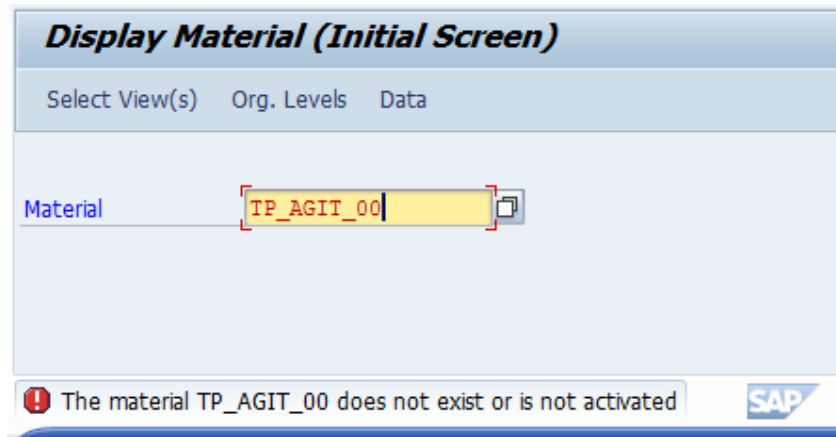 Display Material (Initial Screen)
Select View(s) Org. Levels Data
Material TP_AGIT_00
The material TP_AGIT_00 does not exist or is not activated SAP